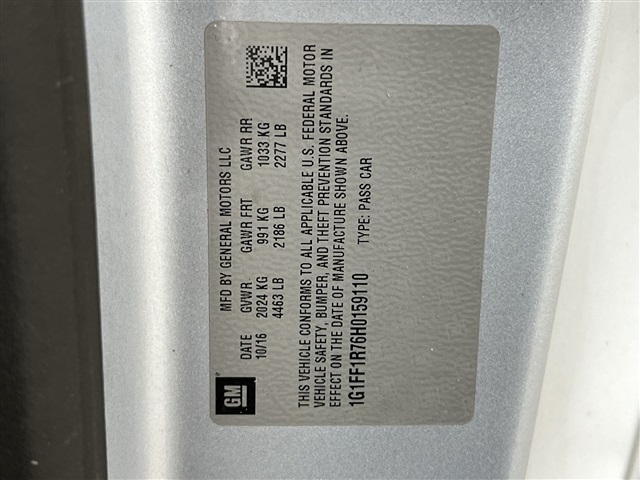 GM
MFD BY GENERAL MOTORS LLC
DATE GVWR GAWR FRT GAWR RR
10/16 2024 KG 991 KG 1033 KG
4463 LB 2186 LB 2277 LB
THIS VEHICLE CONFORMS TO ALL APPLICABLE U.S. FEDERAL MOTOR
VEHICLE SAFETY, BUMPER, AND THEFT PREVENTION STANDARDS IN
EFFECT ON THE DATE OF MANUFACTURE SHOWN ABOVE.
1G1FF1R76H0159110 TYPE: PASS CAR